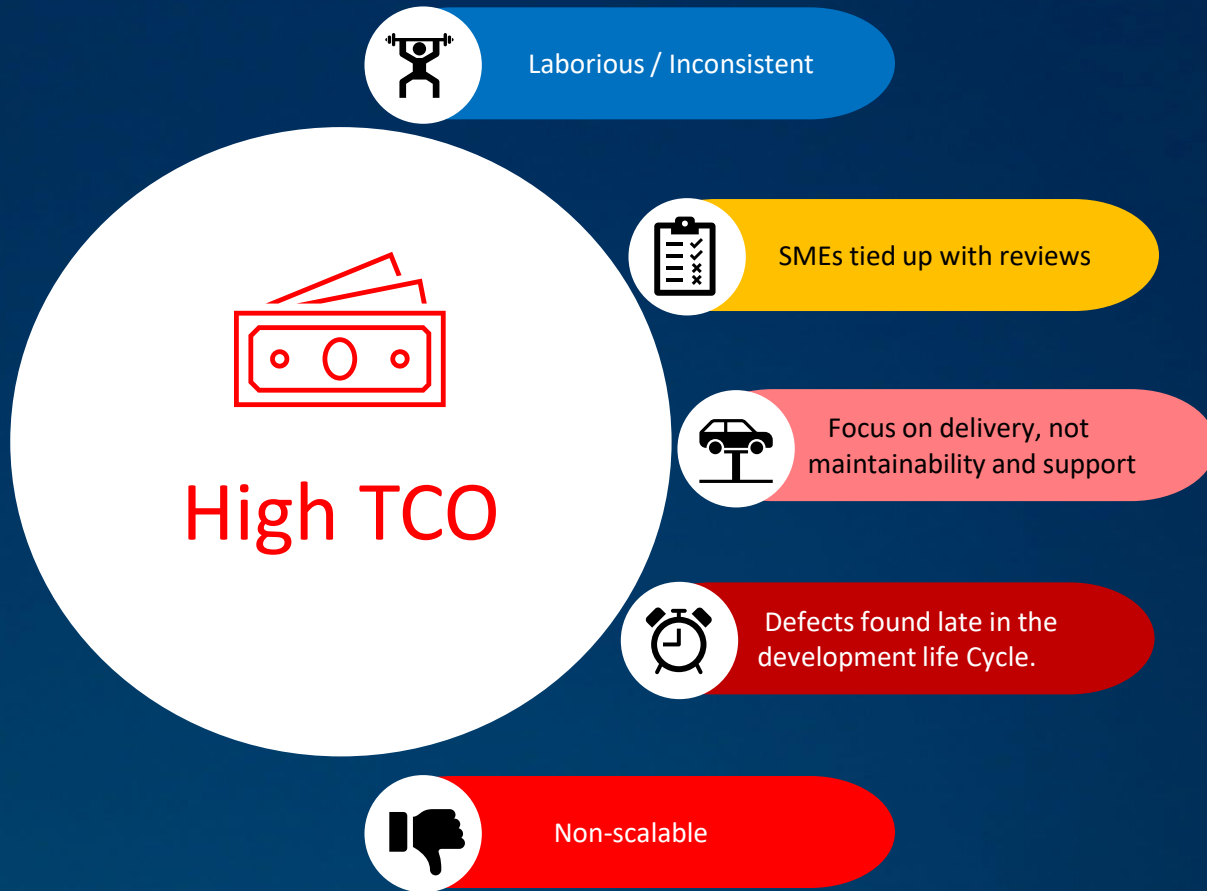 Laborious / Inconsistent
SMEs tied up with reviews
High TCO
Focus on delivery, not
maintainability and support
Defects found late in the
development life Cycle.
Non-scalable